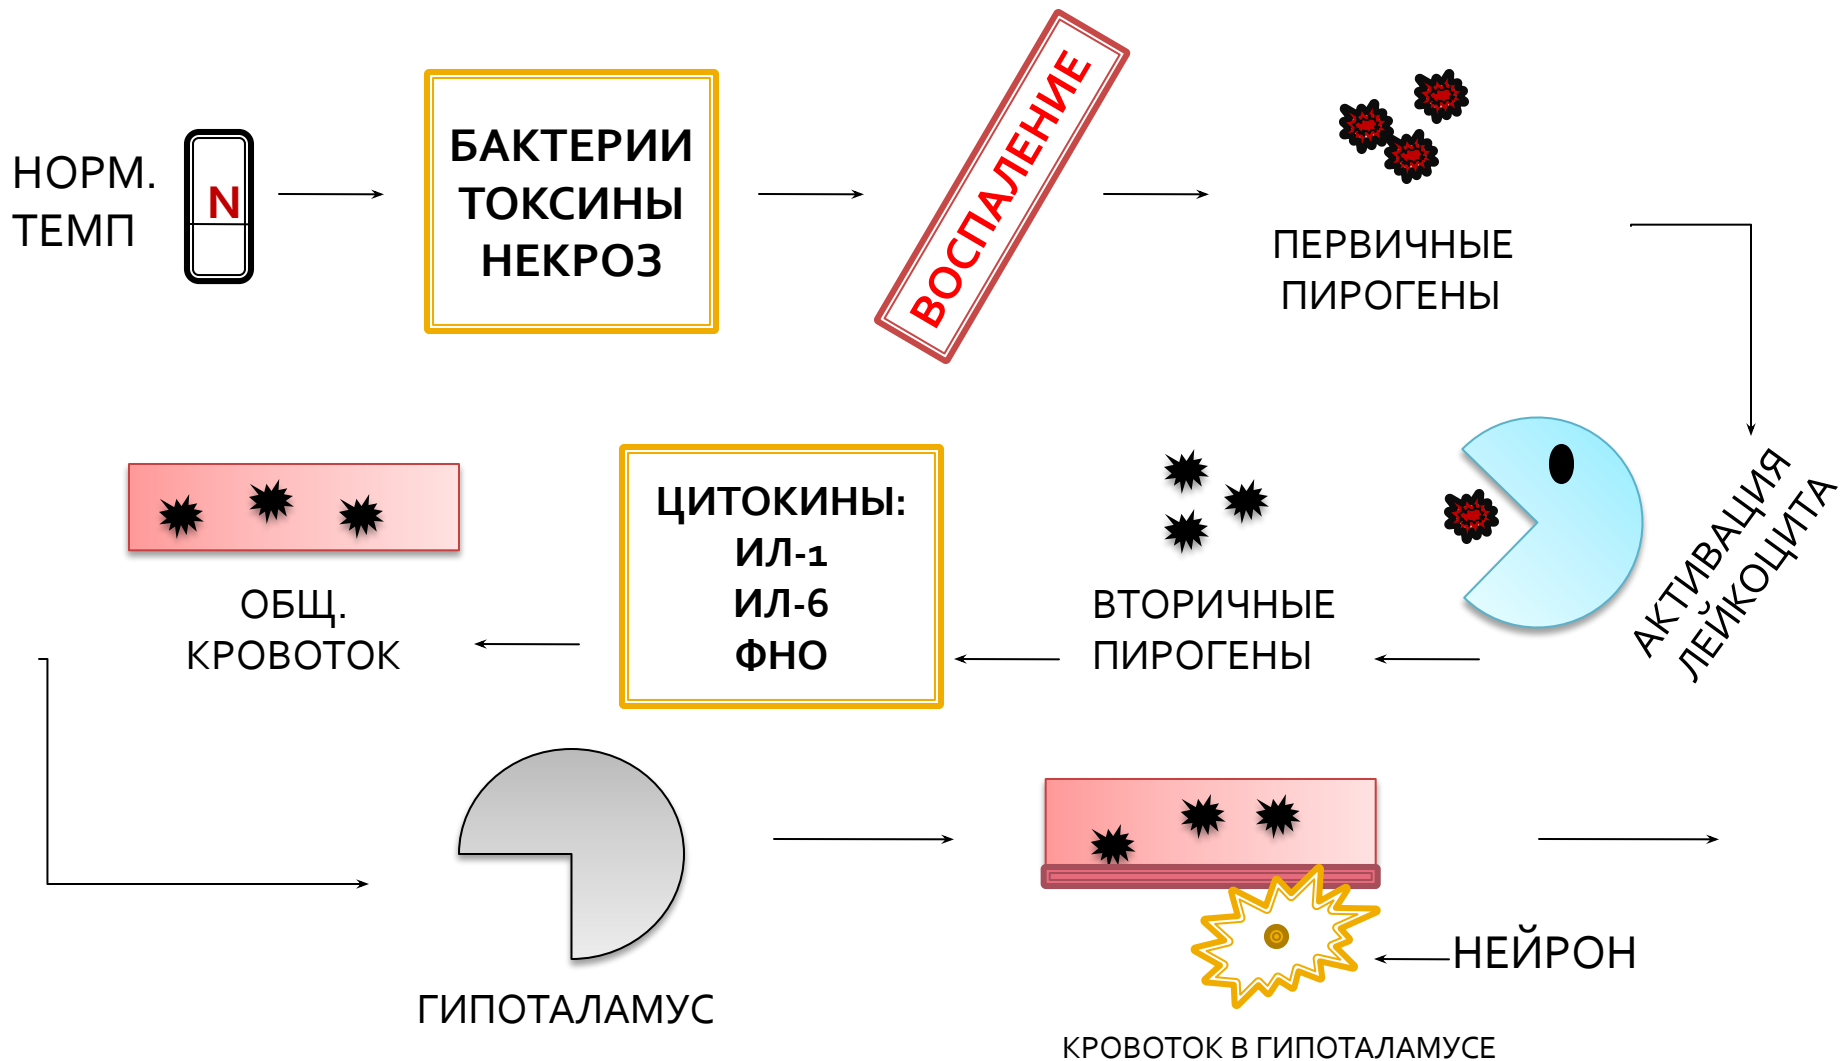 НОРМ.
ТЕМП
N
БАКТЕРИИ
ТОКСИНЫ
НЕКРОЗ
ВОСПАЛЕНИЕ
ПЕРВИЧНЫЕ
ПИРОГЕНЫ
АКТИВАЦИЯ
ЛЕЙКОЦИТА
ВТОРИЧНЫЕ
ПИРОГЕНЫ
ЦИТОКИНЫ:
ИЛ-1
ИЛ-6
ФНО
ОБЩ.
КРОВОТОК
ГИПОТАЛАМУС
НЕЙРОН
КРОВОТОК В ГИПОТАЛАМУСЕ